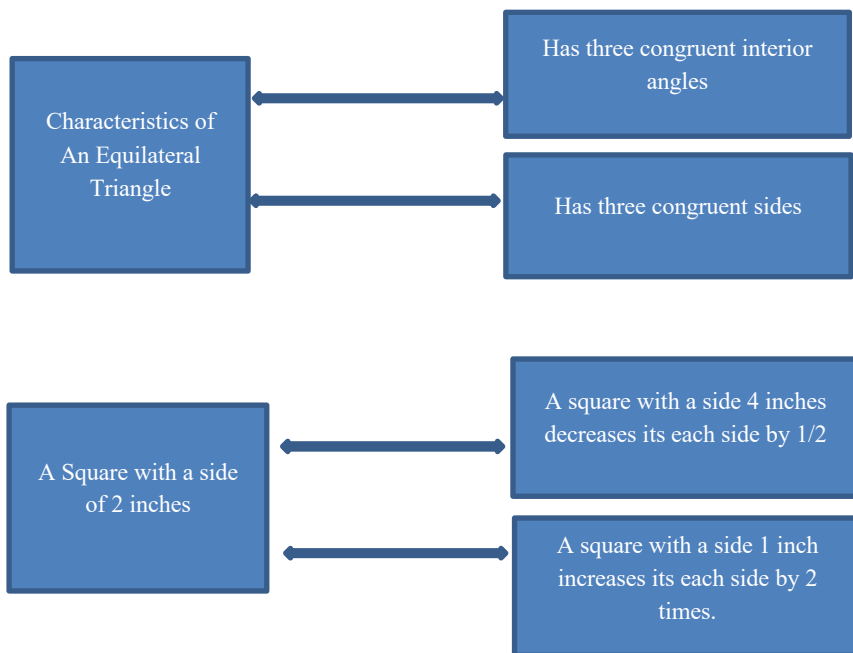 Has three congruent interior
angles
Characteristics of
An Equilateral
Triangle
Has three congruent sides
A square with a side 4 inches
decreases its each side by 1/2
A Square with a side
of 2 inches
A square with a side 1 inch
increases its each side by 2
times.